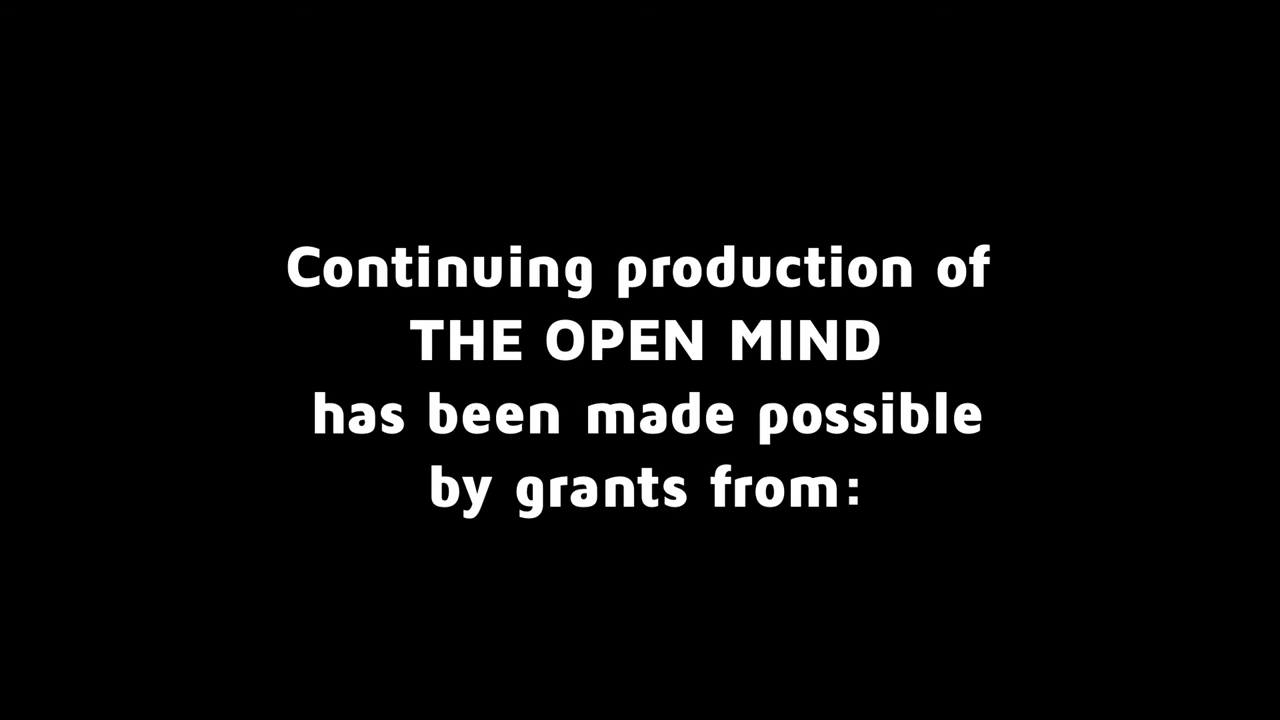 Continuing production of
THE OPEN MIND
has been made possible
by grants from: